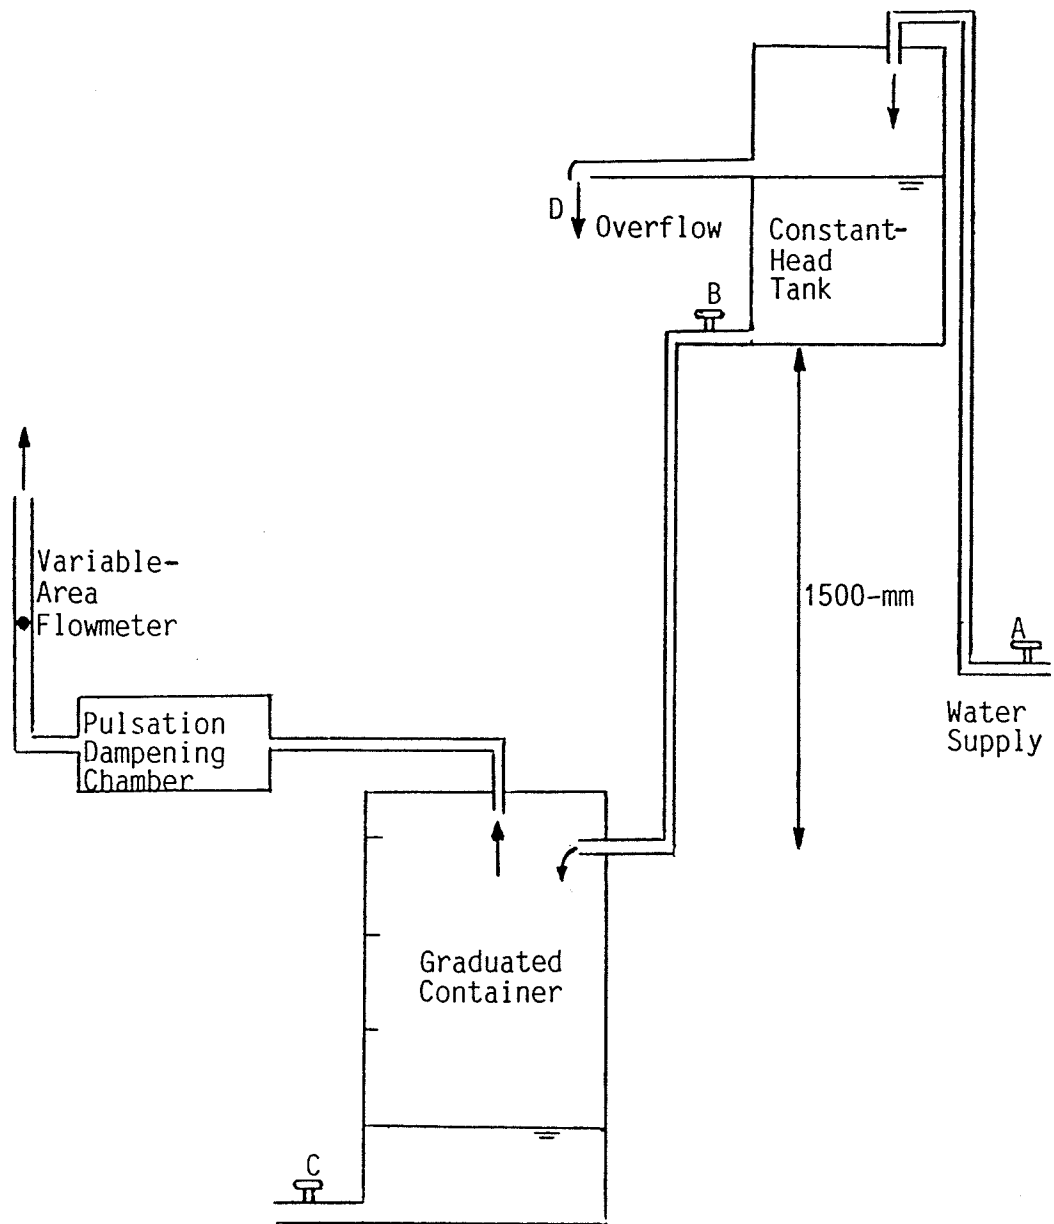 D
Overflow
Constant-
Head
Tank
B
Variable-
Area
Flowmeter
1500-mm
A
Pulsation
Dampening
Chamber
Water
Supply
Graduated
Container
C